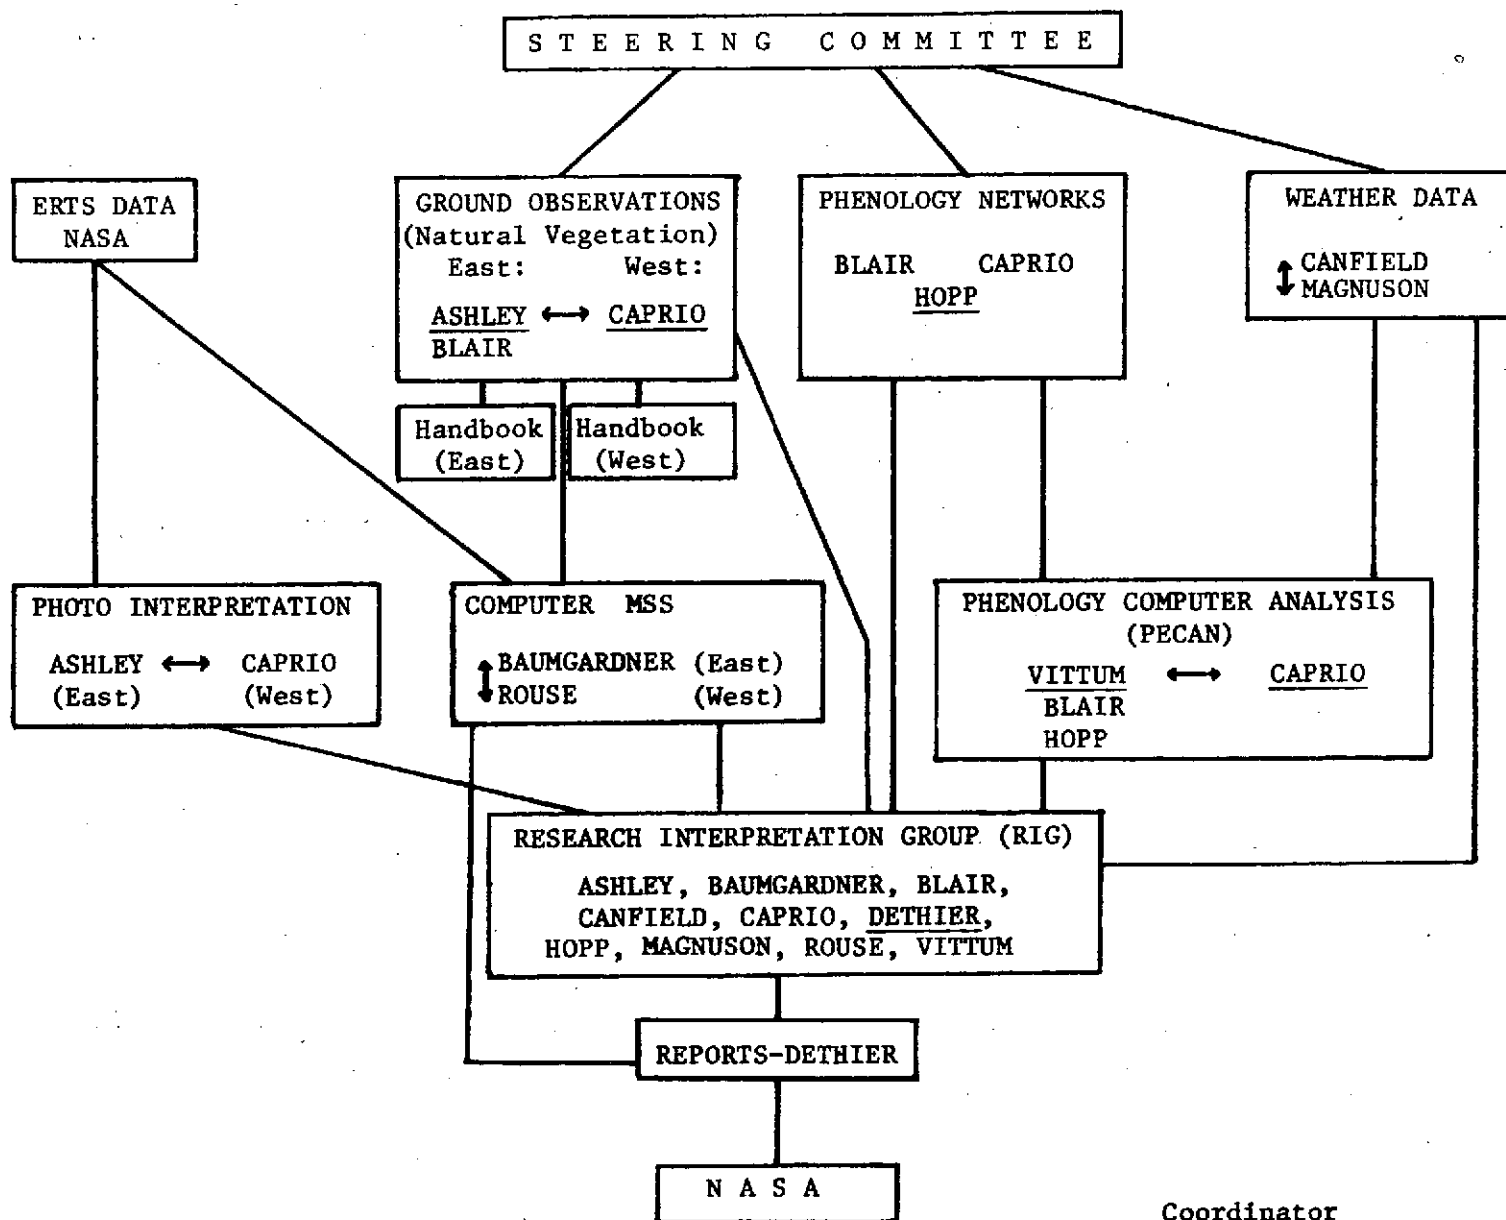 STEERING COMMITTEE
ERTS DATA
NASA
GROUND OBSERVATIONS
(Natural Vegetation)
East: West:
ASHLEY ↔ CAPRIO
BLAIR
PHENOLOGY NETWORKS
BLAIR CAPRIO
HOPP
WEATHER DATA
CANFIELD
MAGNUSON
Handbook
(East)
Handbook
(West)
PHOTO INTERPRETATION
ASHLEY ↔ CAPRIO
(East) (West)
COMPUTER MSS
BAUMGARDNER (East)
ROUSE (West)
PHENOLOGY COMPUTER ANALYSIS
(PECAN)
VITTUM ↔ CAPRIO
BLAIR
HOPP
RESEARCH INTERPRETATION GROUP (RIG)
ASHLEY, BAUMGARDNER, BLAIR,
CANFIELD, CAPRIO, DETHIER,
HOPP, MAGNUSON, ROUSE, VITTUM
REPORTS-DETHIER
NASA
Coordinator